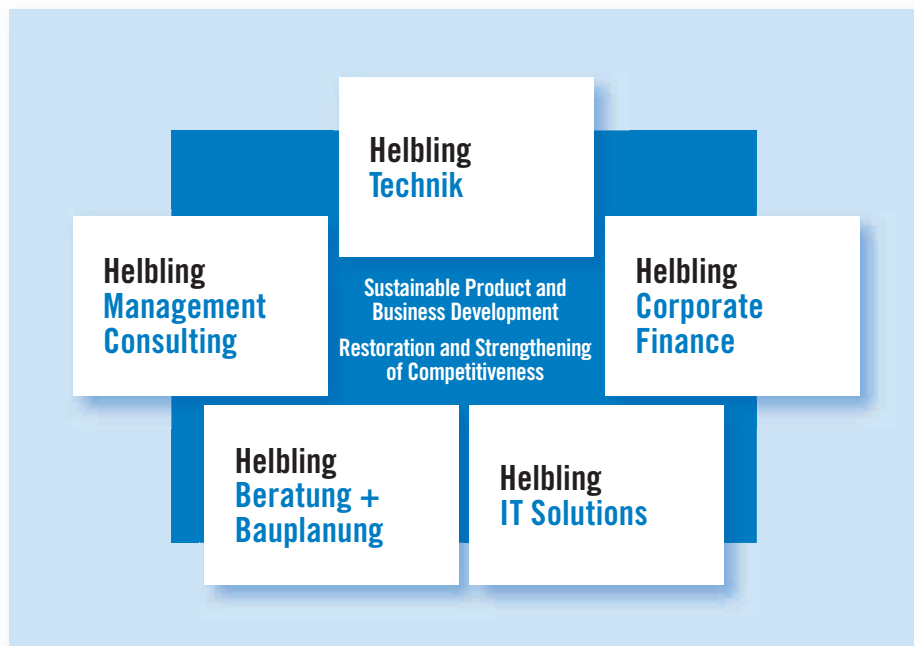 Helbling
Technik
Helbling
Management
Consulting
Sustainable Product and
Business Development
Restoration and Strengthening
of Competitiveness
Helbling
Corporate
Finance
Helbling
Beratung +
Bauplanung
Helbling
IT Solutions